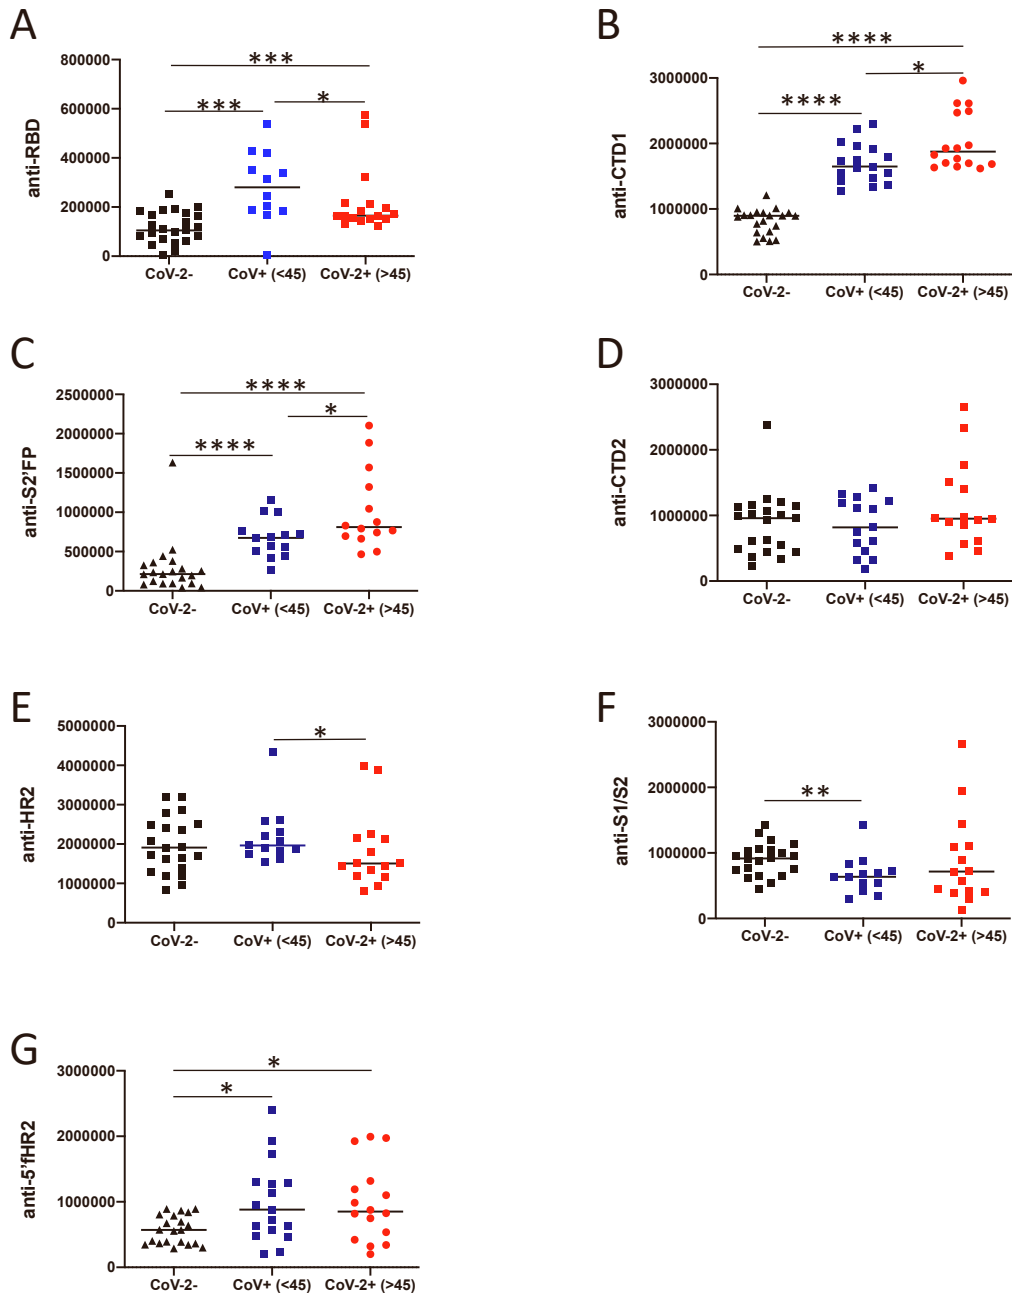 A
anti-RBD
800000
600000
400000
200000
0
***
***
*
CoV-2-
CoV+ (<45)
CoV-2+ (>45)
B
anti-CTD1
3000000
2000000
1000000
0
****
*
****
CoV-2-
CoV+ (<45)
CoV-2+ (>45)
C
anti-S2'FP
2500000
2000000
1500000
1000000
500000
0
****
*
****
CoV-2-
CoV+ (<45)
CoV-2+ (>45)
D
anti-CTD2
3000000
2000000
1000000
0
CoV-2-
CoV+ (<45)
CoV-2+ (>45)
E
anti-HR2
5000000
4000000
3000000
2000000
1000000
0
*
CoV-2-
CoV+ (<45)
CoV-2+ (>45)
F
anti-S1/S2
3000000
2000000
1000000
0
**
CoV-2-
CoV+ (<45)
CoV-2+ (>45)
G
anti-5'fHR2
3000000
2000000
1000000
0
*
*
CoV-2-
CoV+ (<45)
CoV-2+ (>45)